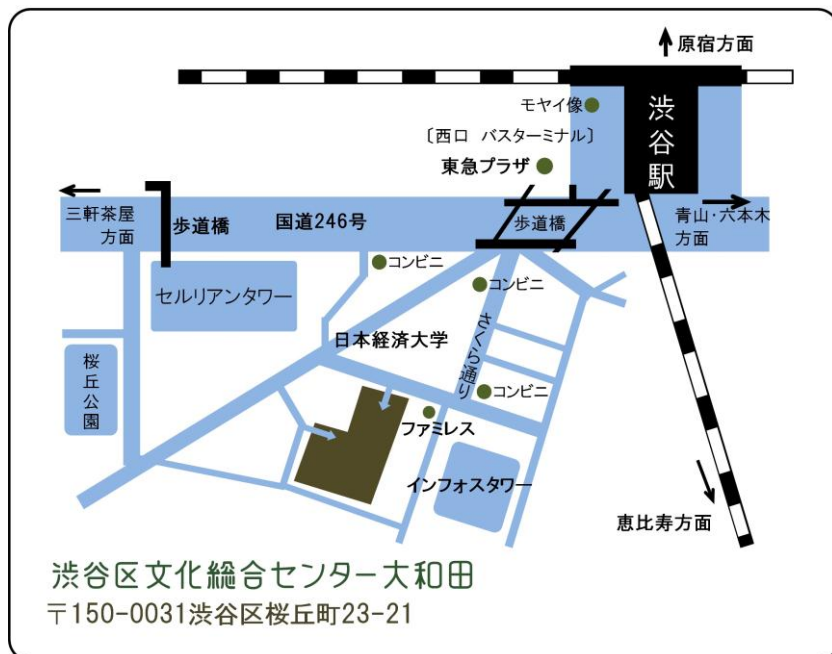 原宿方面
モヤイ像
〔西口 バスターミナル〕
東急プラザ
渋谷駅
三軒茶屋
方面
歩道橋
国道246号
歩道橋
青山・六本木
方面
コンビニ
セルリアンタワー
コンビニ
日本経済大学
さくら通り
桜丘公園
コンビニ
ファミレス
インフォスタワー
恵比寿方面
渋谷区文化総合センター大和田
〒150-0031渋谷区桜丘町23-21